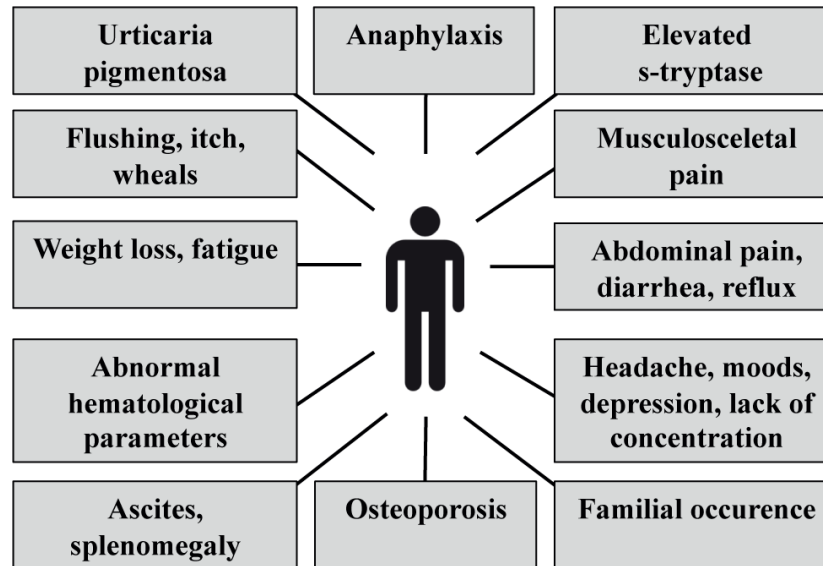 Urticaria
pigmentosa
Anaphylaxis
Elevated
s-tryptase
Flushing, itch,
wheals
Musculosceletal
pain
Weight loss, fatigue
Abdominal pain,
diarrhea, reflux
Abnormal
hematological
parameters
Headache, moods,
depression, lack of
concentration
Ascites,
splenomegaly
Osteoporosis
Familial occurence